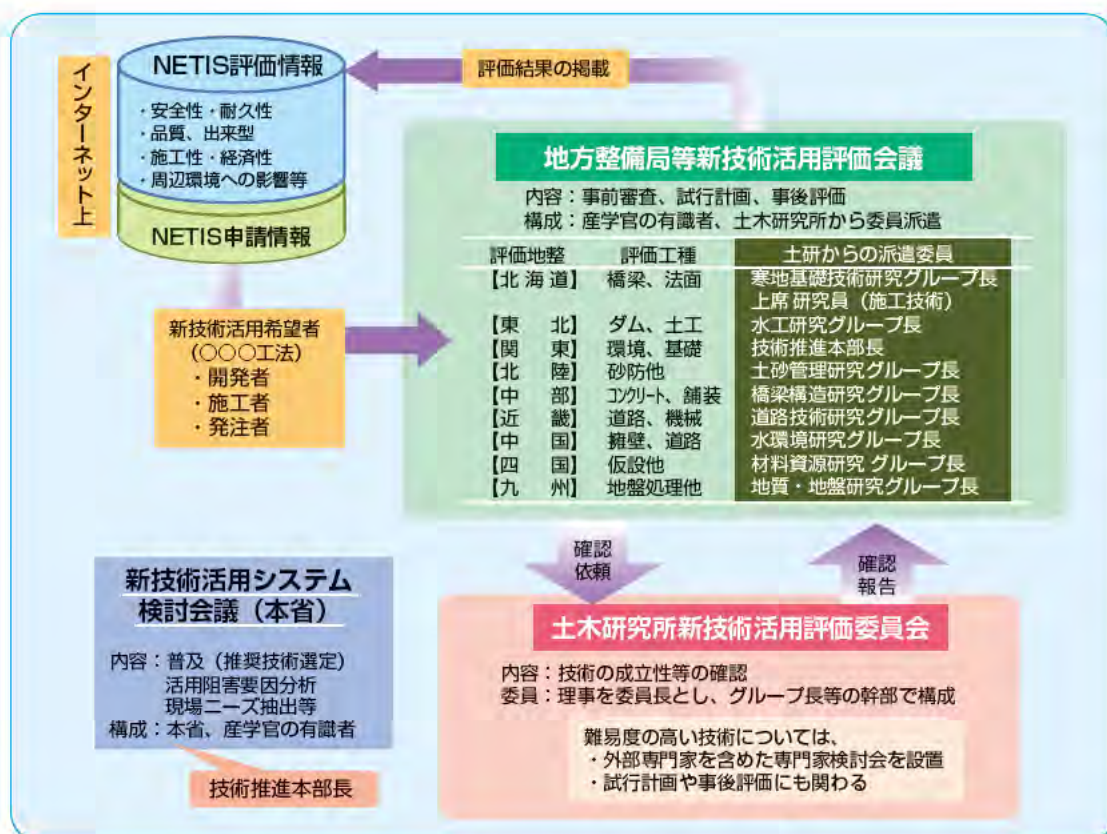 インターネット上
NETIS評価情報
・安全性・耐久性
・品質、出来型
・施工性・経済性
・周辺環境への影響等
NETIS申請情報
評価結果の掲載
新技術活用希望者
(○○○工法)
・開発者
・施工者
・発注者
地方整備局等新技術活用評価会議
内容：事前審査、試行計画、事後評価
構成：産学官の有識者、土木研究所から委員派遣
評価地整 評価工種 土研からの派遣委員
【北海道】 橋梁、法面 寒地基礎技術研究グループ長
上席研究員（施工技術）
【東 北】 ダム、土工 水工研究グループ長
【関 東】 環境、基礎 技術推進本部長
【北 陸】 砂防他 土砂管理研究グループ長
【中 部】 コンクリート、舗装 橋梁構造研究グループ長
【近 畿】 道路、機械 道路技術研究グループ長
【中 国】 擁壁、道路 水環境研究グループ長
【四 国】 仮設他 材料資源研究 グループ長
【九 州】 地盤処理他 地質・地盤研究グループ長
確認
依頼
確認
報告
新技術活用システム
検討会議（本省）
内容：普及（推奨技術選定）
活用阻害要因分析
現場ニーズ抽出等
構成：本省、産学官の有識者
技術推進本部長
土木研究所新技術活用評価委員会
内容：技術の成立性等の確認
委員：理事を委員長とし、グループ長等の幹部で構成
難易度の高い技術については、
・外部専門家を含めた専門家検討会を設置
・試行計画や事後評価にも関わる